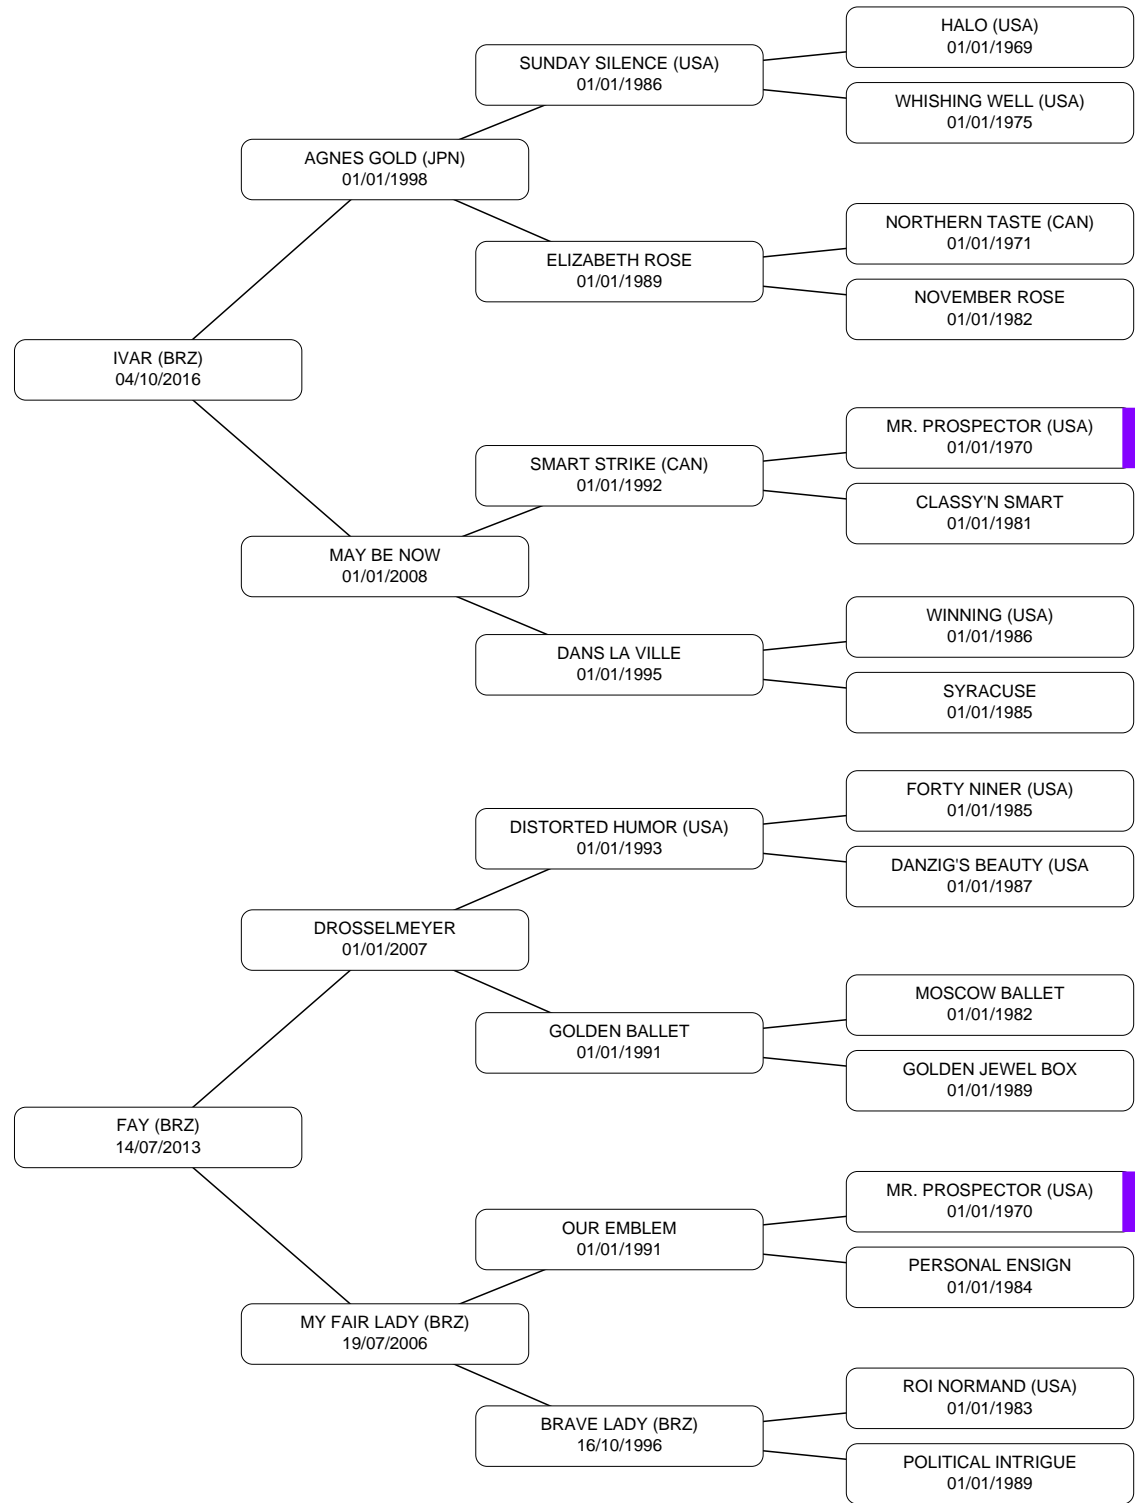 HALO (USA)
01/01/1969
SUNDAY SILENCE (USA)
01/01/1986
WHISHING WELL (USA)
01/01/1975
AGNES GOLD (JPN)
01/01/1998
NORTHERN TASTE (CAN)
01/01/1971
ELIZABETH ROSE
01/01/1989
NOVEMBER ROSE
01/01/1982
IVAR (BRZ)
04/10/2016
MR. PROSPECTOR (USA)
01/01/1970
SMART STRIKE (CAN)
01/01/1992
CLASSY'N SMART
01/01/1981
MAY BE NOW
01/01/2008
WINNING (USA)
01/01/1986
DANS LA VILLE
01/01/1995
SYRACUSE
01/01/1985
FORTY NINER (USA)
01/01/1985
DISTORTED HUMOR (USA)
01/01/1993
DANZIG'S BEAUTY (USA
01/01/1987
DROSSELMEYER
01/01/2007
MOSCOW BALLET
01/01/1982
GOLDEN BALLET
01/01/1991
GOLDEN JEWEL BOX
01/01/1989
FAY (BRZ)
14/07/2013
MR. PROSPECTOR (USA)
01/01/1970
OUR EMBLEM
01/01/1991
PERSONAL ENSIGN
01/01/1984
MY FAIR LADY (BRZ)
19/07/2006
ROI NORMAND (USA)
01/01/1983
BRAVE LADY (BRZ)
16/10/1996
POLITICAL INTRIGUE
01/01/1989